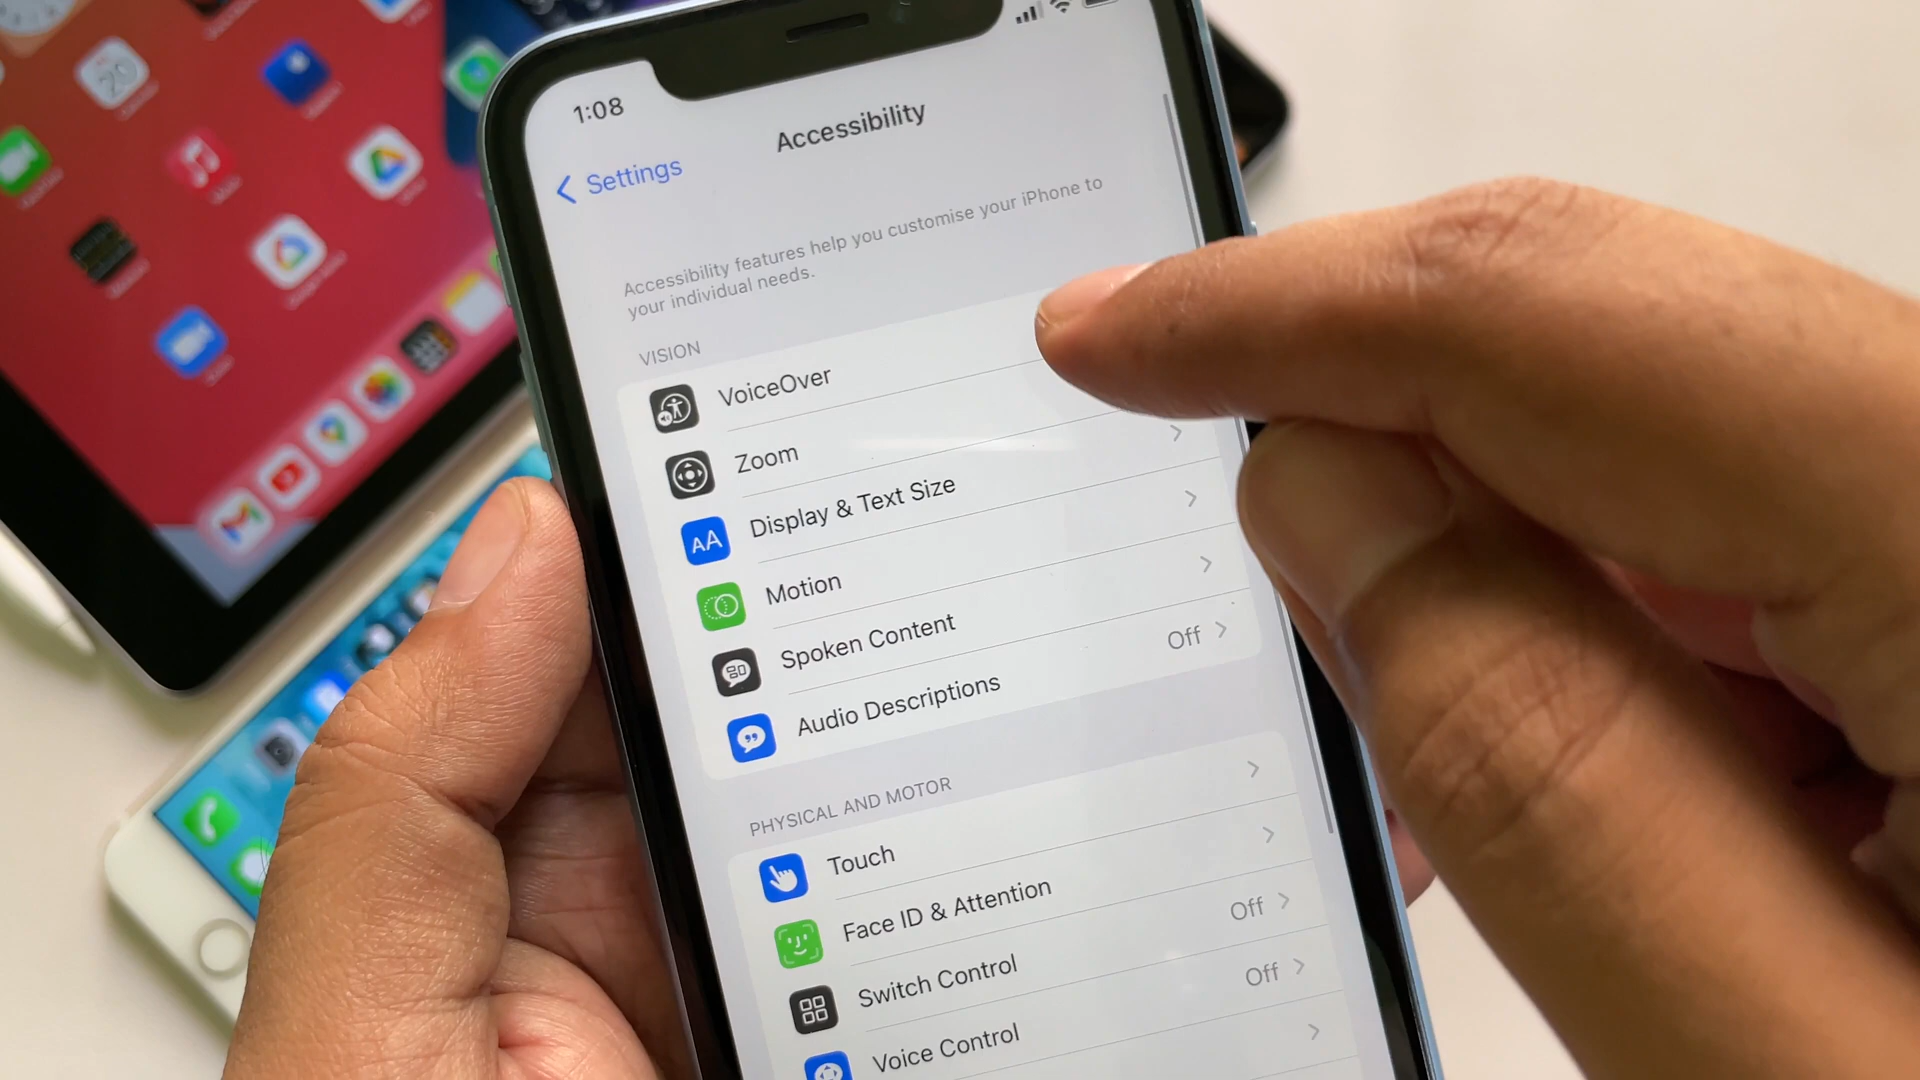 1:08
Accessibility
Settings
Accessibility features help you customise your iPhone to
your individual needs.
VISION
VoiceOver
Zoom
Display & Text Size
Motion
Spoken Content
Audio Descriptions Off
PHYSICAL AND MOTOR
Touch
Face ID & Attention
Switch Control Off
Voice Control Off
20
AA